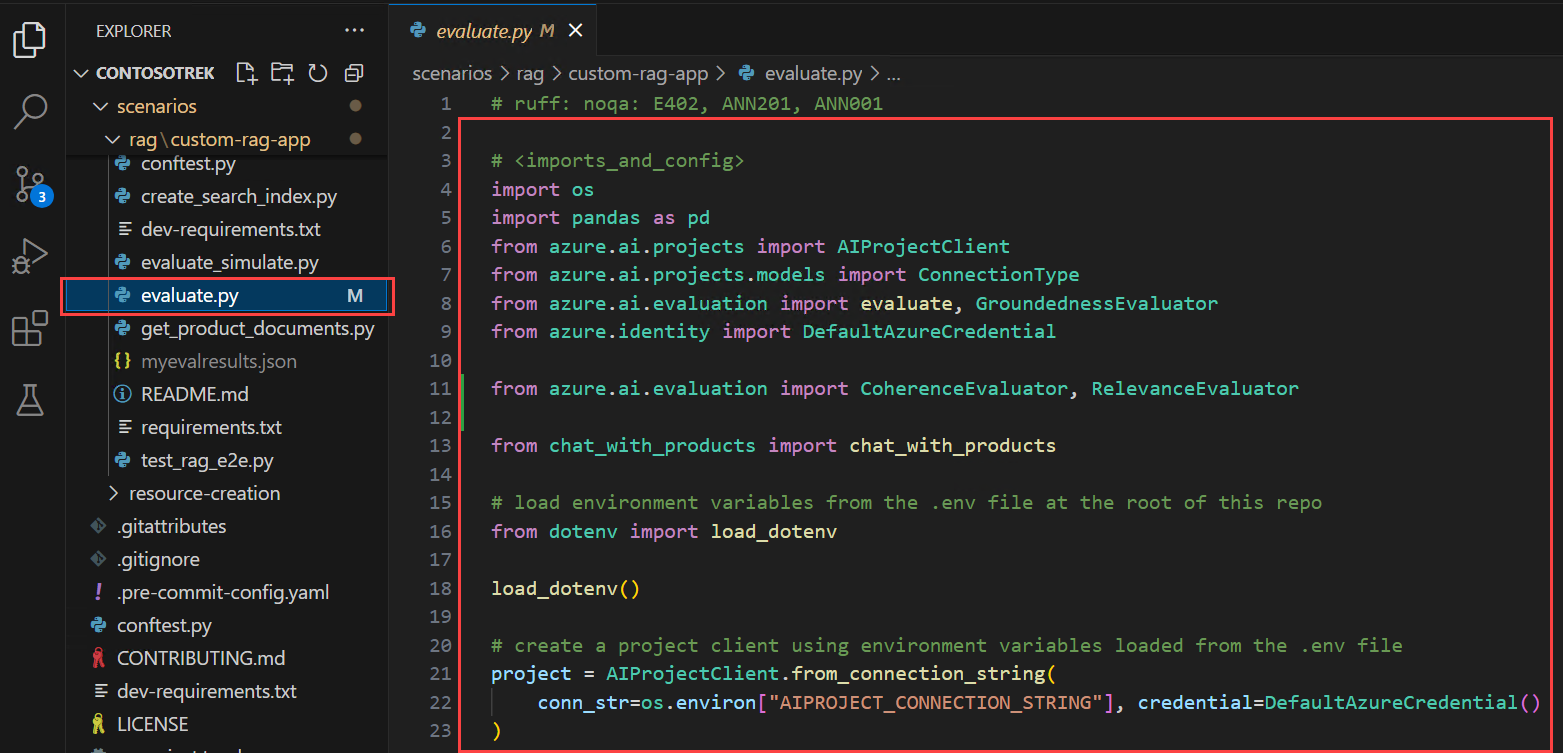 EXPLORER
CONTOSOTREK
scenarios
rag\custom-rag-app
conftest.py
create_search_index.py
dev-requirements.txt
evaluate_simulate.py
evaluate.py M
get_product_documents.py
{} myevalresults.json
README.md
requirements.txt
test_rag_e2e.py
resource-creation
.gitattributes
.gitignore
! .pre-commit-config.yaml
conftest.py
CONTRIBUTING.md
dev-requirements.txt
LICENSE
3
evaluate.py M
scenarios > rag > custom-rag-app > evaluate.py > ...
1 # ruff: noqa: E402, ANN201, ANN001
2
3 # <imports_and_config>
4 import os
5 import pandas as pd
6 from azure.ai.projects import AIProjectClient
7 from azure.ai.projects.models import ConnectionType
8 from azure.ai.evaluation import evaluate, GroundednessEvaluator
9 from azure.identity import DefaultAzureCredential
10
11 from azure.ai.evaluation import CoherenceEvaluator, RelevanceEvaluator
12
13 from chat_with_products import chat_with_products
14
15 # load environment variables from the .env file at the root of this repo
16 from dotenv import load_dotenv
17
18 load_dotenv()
19
20 # create a project client using environment variables loaded from the .env file
21 project = AIProjectClient.from_connection_string(
22 conn_str=os.environ["AIPROJECT_CONNECTION_STRING"], credential=DefaultAzureCredential()
23 )